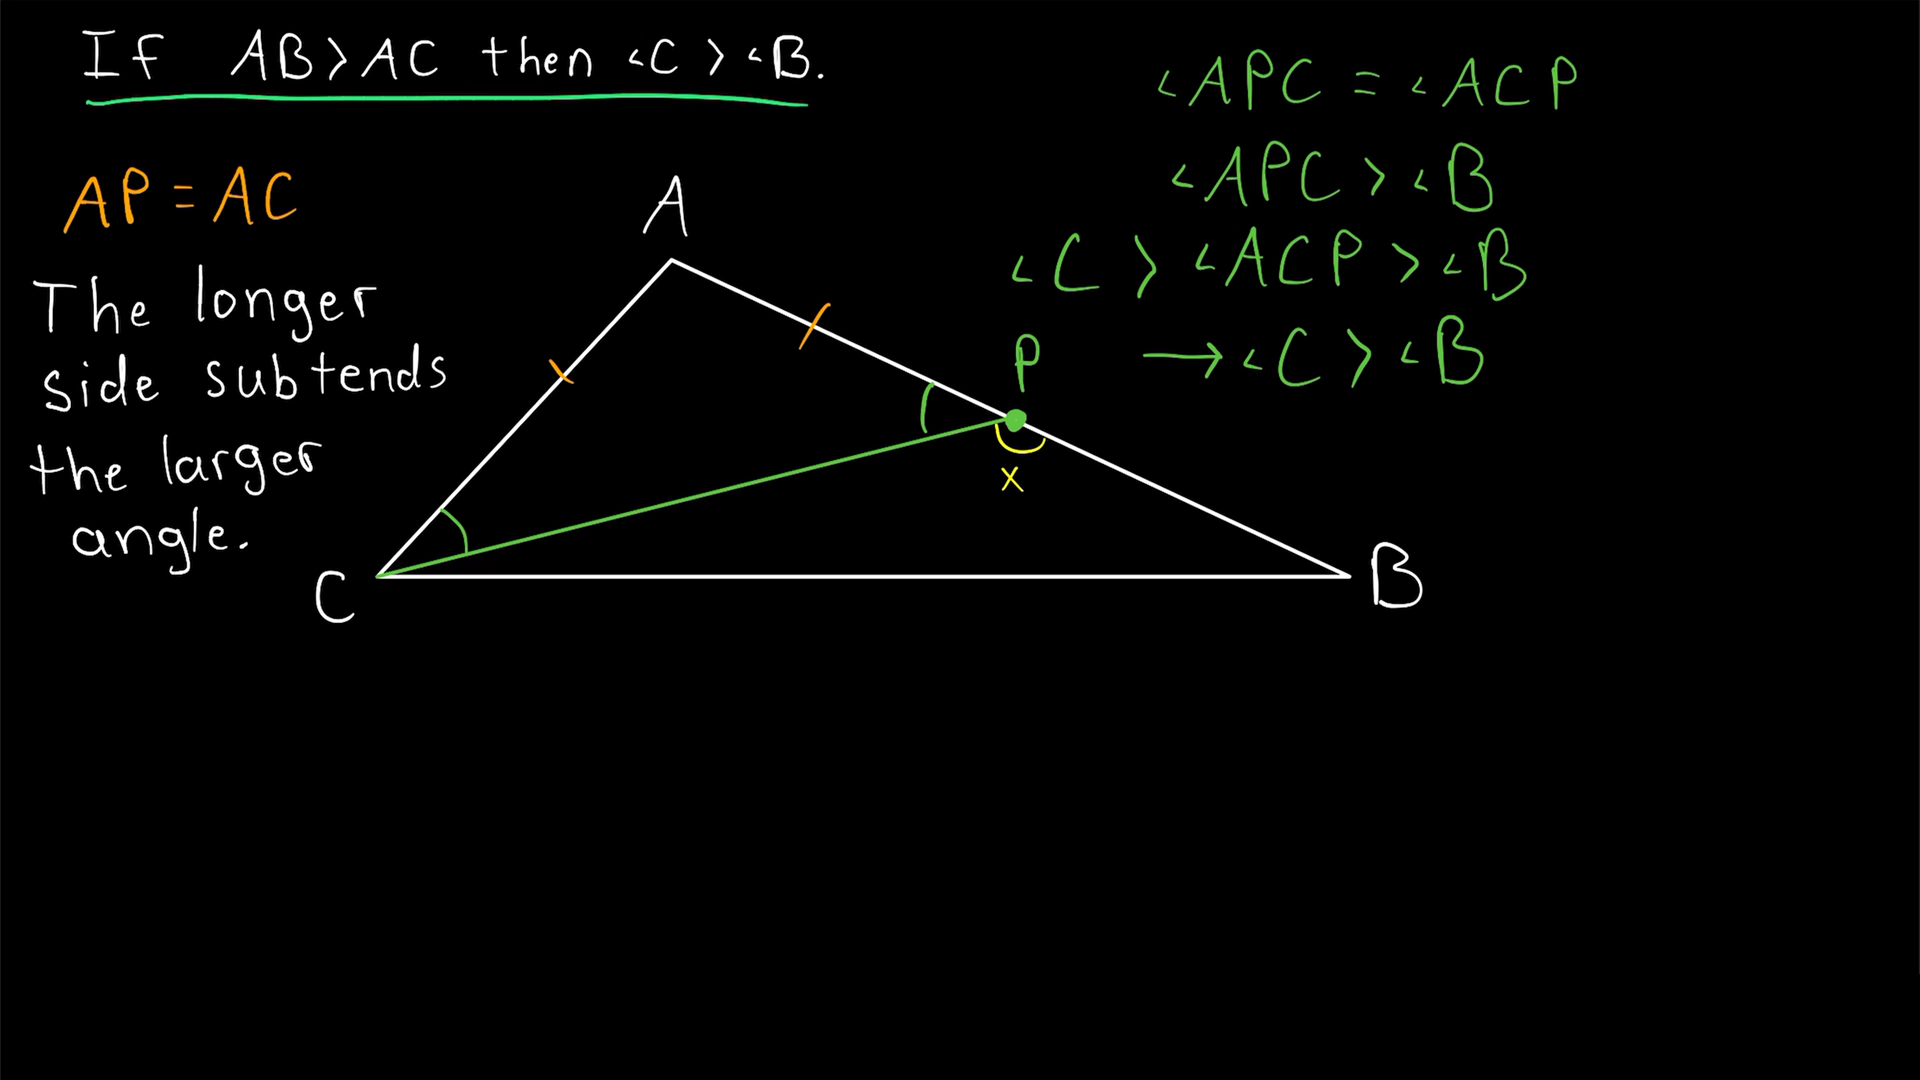 If AB>AC then <C > <B.
AP = AC
The longer
side subtends
the larger
angle.
A
P
x
C
B
<APC = <ACP
<APC > <B
<C > <ACP > <B
→ <C > <B